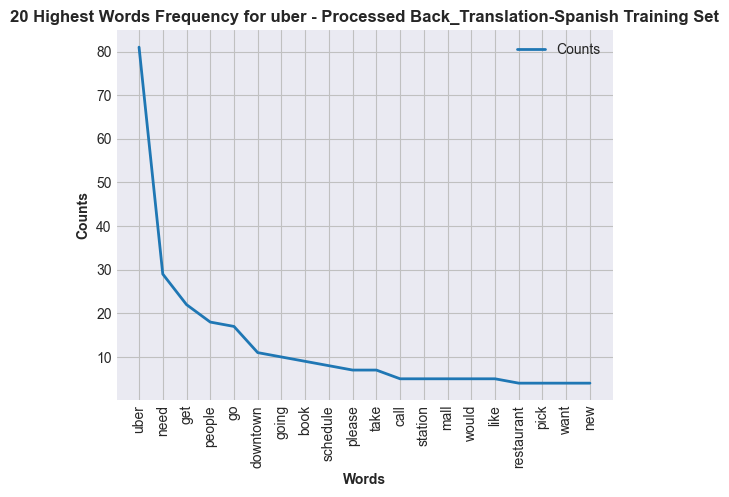 20 Highest Words Frequency for uber - Processed Back_Translation-Spanish Training Set
Counts
Counts
80
70
60
50
40
30
20
10
uber
need
get
people
go
downtown
going
book
schedule
please
take
call
station
mall
would
like
restaurant
pick
want
new
Words